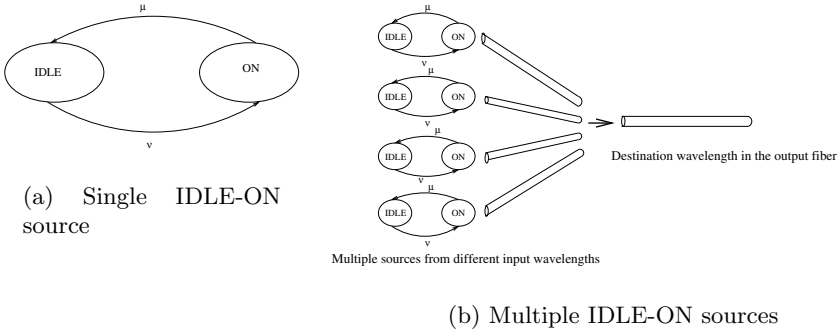 μ
IDLE
ON
ν
(a) Single IDLE-ON
source
μ
IDLE ON
ν
μ
IDLE ON
ν
μ
IDLE ON
ν
μ
IDLE ON
ν
Destination wavelength in the output fiber
Multiple sources from different input wavelengths
(b) Multiple IDLE-ON sources